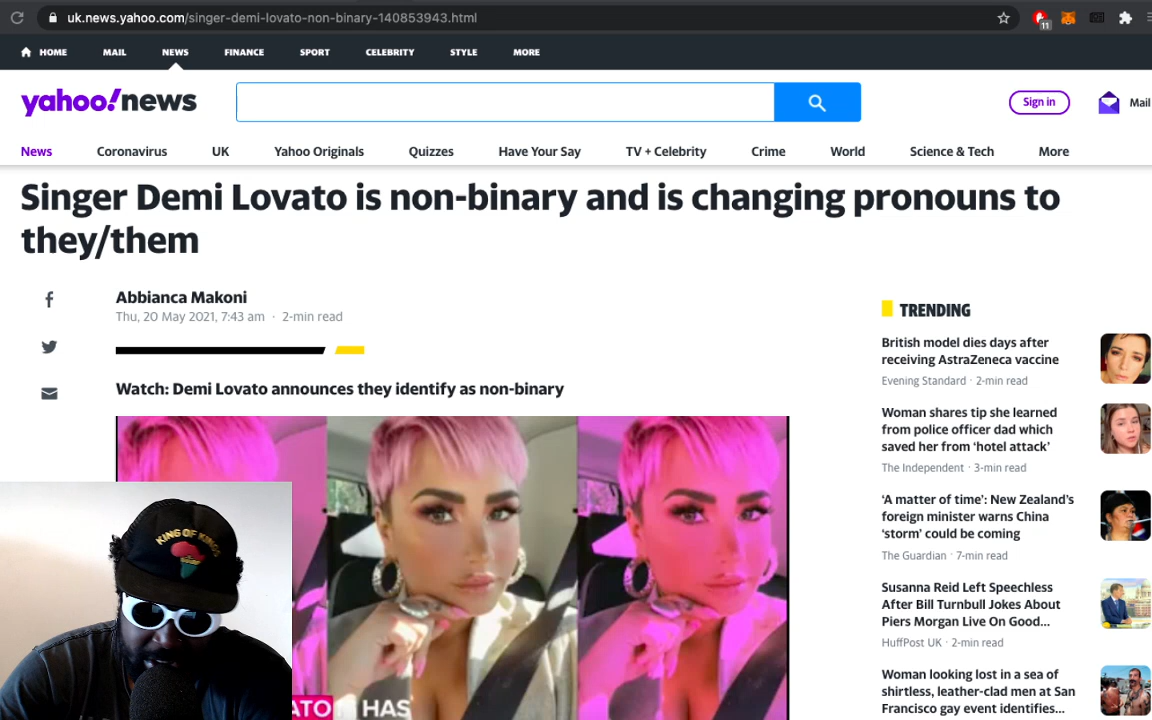 uk.news.yahoo.com/singer-demi-lovato-non-binary-140853943.html
11
HOME MAIL NEWS FINANCE SPORT CELEBRITY STYLE MORE
yahoo!news
Sign in
Mail
News Coronavirus UK Yahoo Originals Quizzes Have Your Say TV + Celebrity Crime World Science & Tech More
Singer Demi Lovato is non-binary and is changing pronouns to
they/them
Abbianca Makoni
Thu, 20 May 2021, 7:43 am · 2-min read
Watch: Demi Lovato announces they identify as non-binary
KING OF KINGS
ATO HAS
TRENDING
British model dies days after
receiving AstraZeneca vaccine
Evening Standard · 2-min read
Woman shares tip she learned
from police officer dad which
saved her from ‘hotel attack’
The Independent · 3-min read
‘A matter of time’: New Zealand’s
foreign minister warns China
‘storm’ could be coming
The Guardian · 7-min read
Susanna Reid Left Speechless
After Bill Turnbull Jokes About
Piers Morgan Live On Good...
HuffPost UK · 2-min read
Woman looking lost in a sea of
shirtless, leather-clad men at San
Francisco gay event identifies...